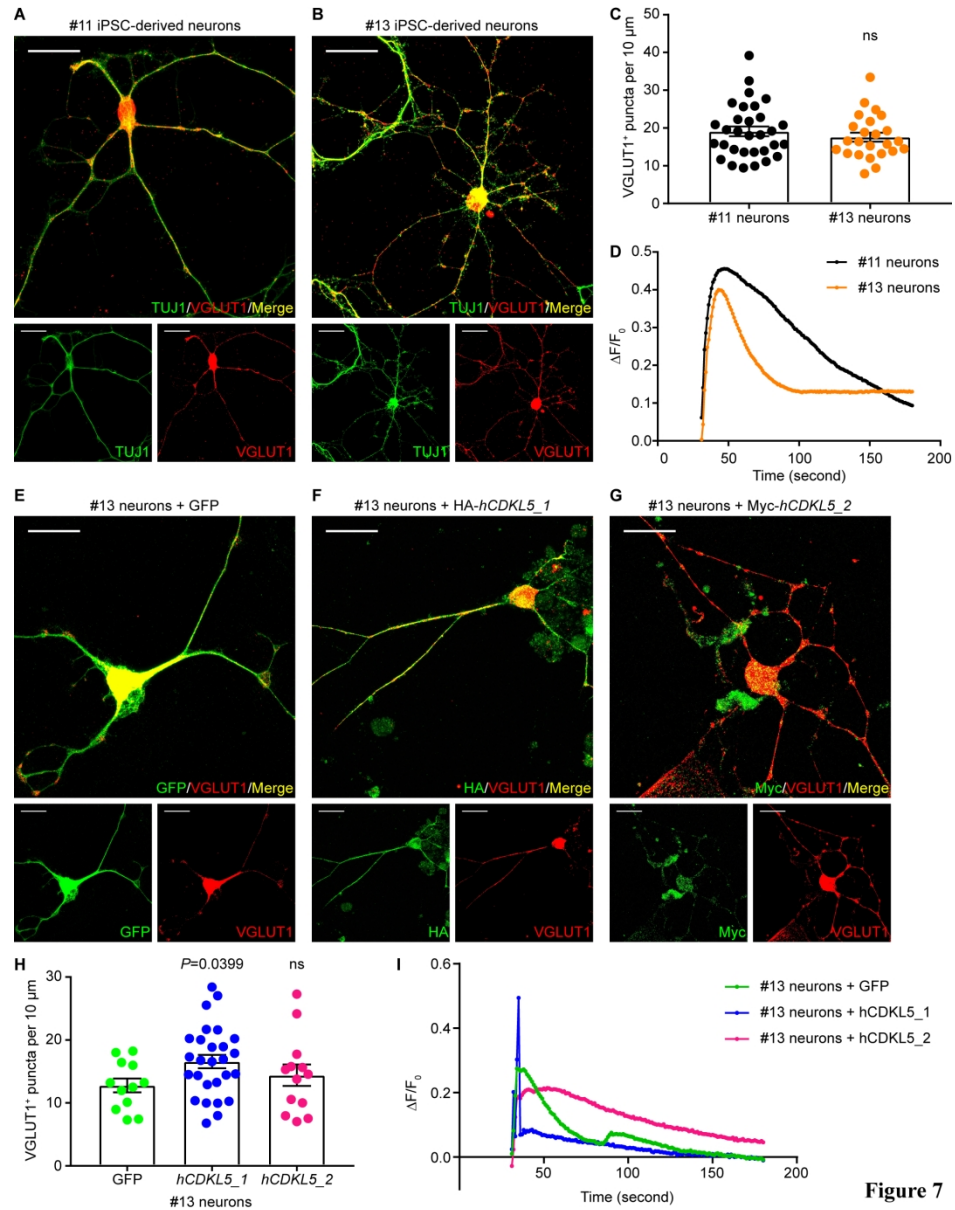 A
#11 iPSC-derived neurons
TUJ1/VGLUT1/Merge
TUJ1
VGLUT1
B
#13 iPSC-derived neurons
TUJ1/VGLUT1/Merge
TUJ1
VGLUT1
C
VGLUT1⁺ puncta per 10 µm
50
40
30
20
10
0
ns
#11 neurons
#13 neurons
D
ΔF/F₀
0.5
0.4
0.3
0.2
0.1
0.0
0
50
100
150
200
Time (second)
#11 neurons
#13 neurons
E
#13 neurons + GFP
GFP/VGLUT1/Merge
GFP
VGLUT1
F
#13 neurons + HA-hCDKL5_1
HA/VGLUT1/Merge
HA
VGLUT1
G
#13 neurons + Myc-hCDKL5_2
Myc/VGLUT1/Merge
Myc
VGLUT1
H
VGLUT1⁺ puncta per 10 µm
30
20
10
0
P=0.0399
ns
GFP
hCDKL5_1
hCDKL5_2
#13 neurons
I
ΔF/F₀
0.6
0.4
0.2
0.0
50
100
150
200
Time (second)
#13 neurons + GFP
#13 neurons + hCDKL5_1
#13 neurons + hCDKL5_2
Figure 7